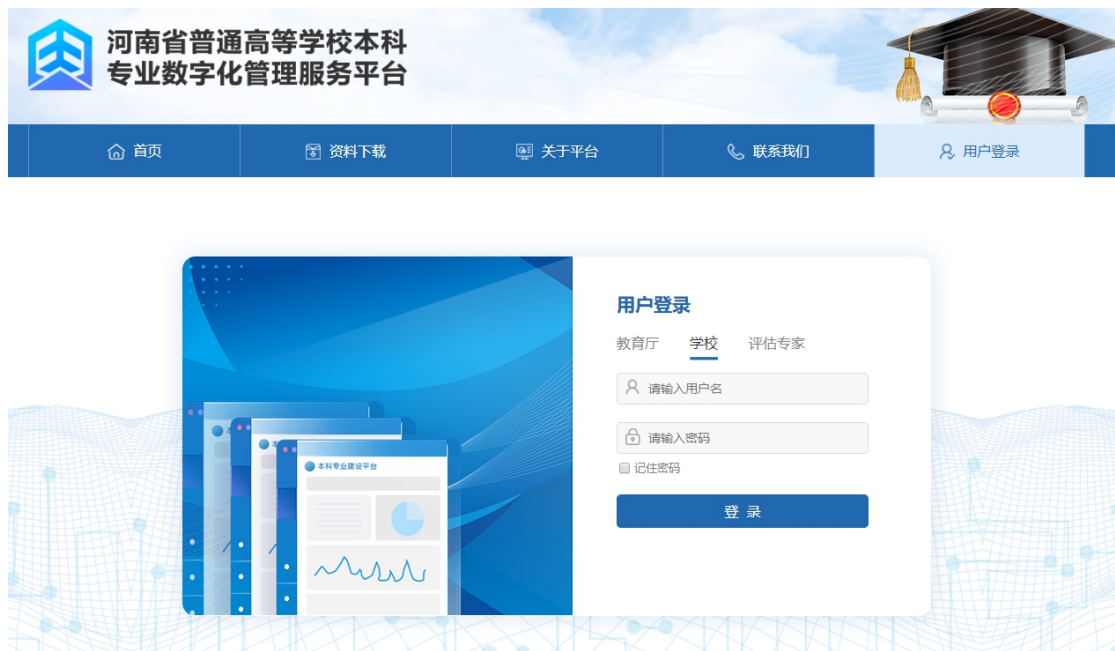 河南省普通高等学校本科
专业数字化管理服务平台
首页
资料下载
关于平台
联系我们
用户登录
用户登录
教育厅
学校
评估专家
请输入用户名
请输入密码
记住密码
登 录
本科专业建设平台